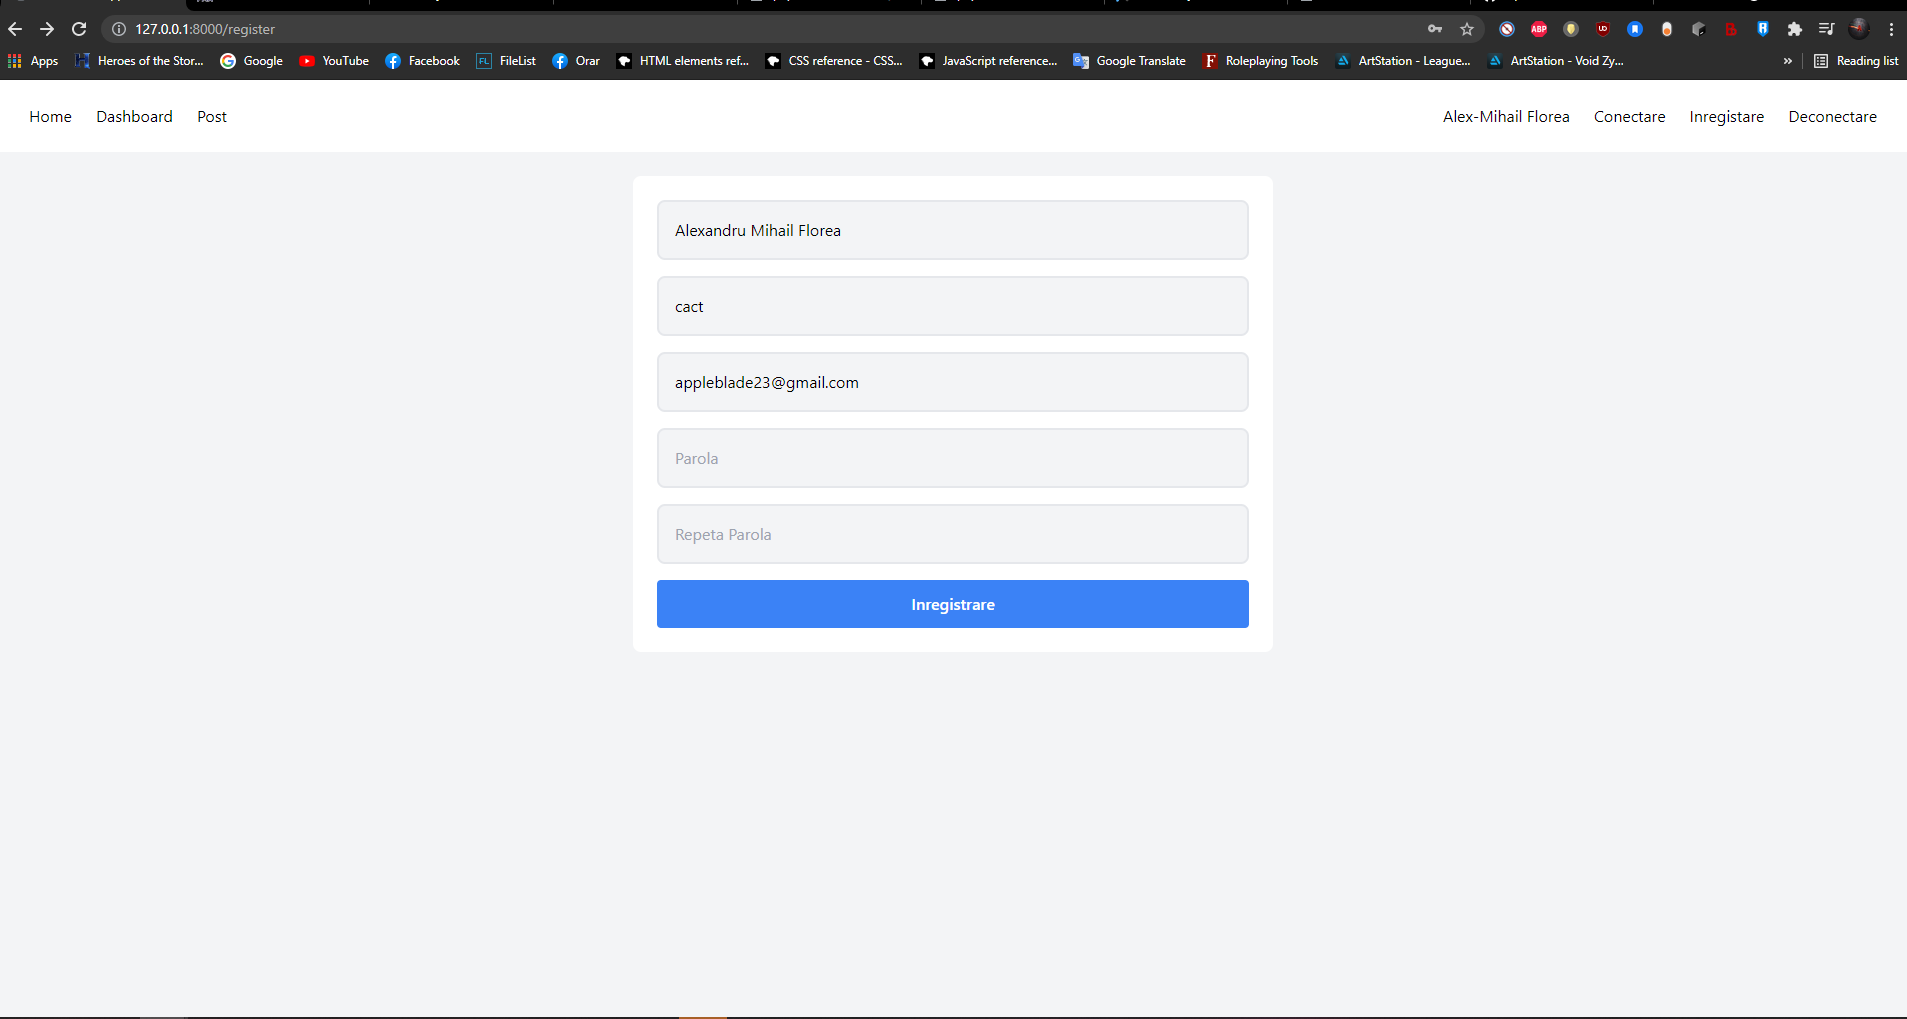 127.0.0.1:8000/register
ABP
Apps Heroes of the Stor... Google YouTube Facebook FL FileList Orar HTML elements ref... CSS reference - CSS... JavaScript reference... Google Translate F Roleplaying Tools ArtStation - League... ArtStation - Void Zy... » Reading list
Home Dashboard Post Alex-Mihail Florea Conectare Inregistare Deconectare
Alexandru Mihail Florea
cact
appleblade23@gmail.com
Parola
Repeta Parola
Inregistrare